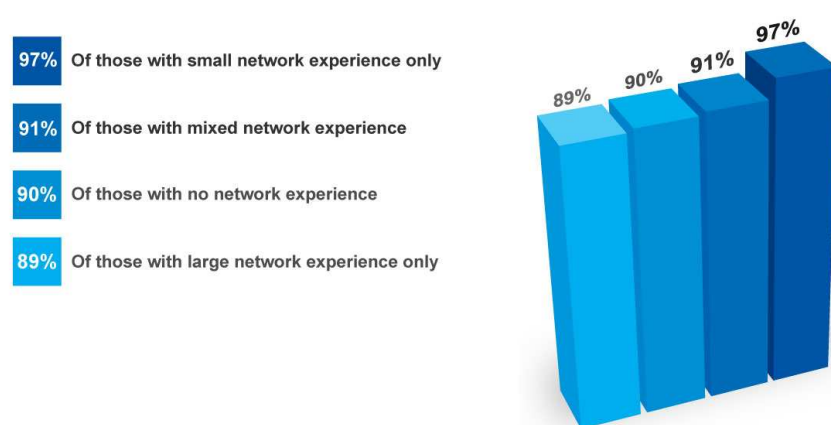 97% Of those with small network experience only
91% Of those with mixed network experience
90% Of those with no network experience
89% Of those with large network experience only
89% 90% 91% 97%